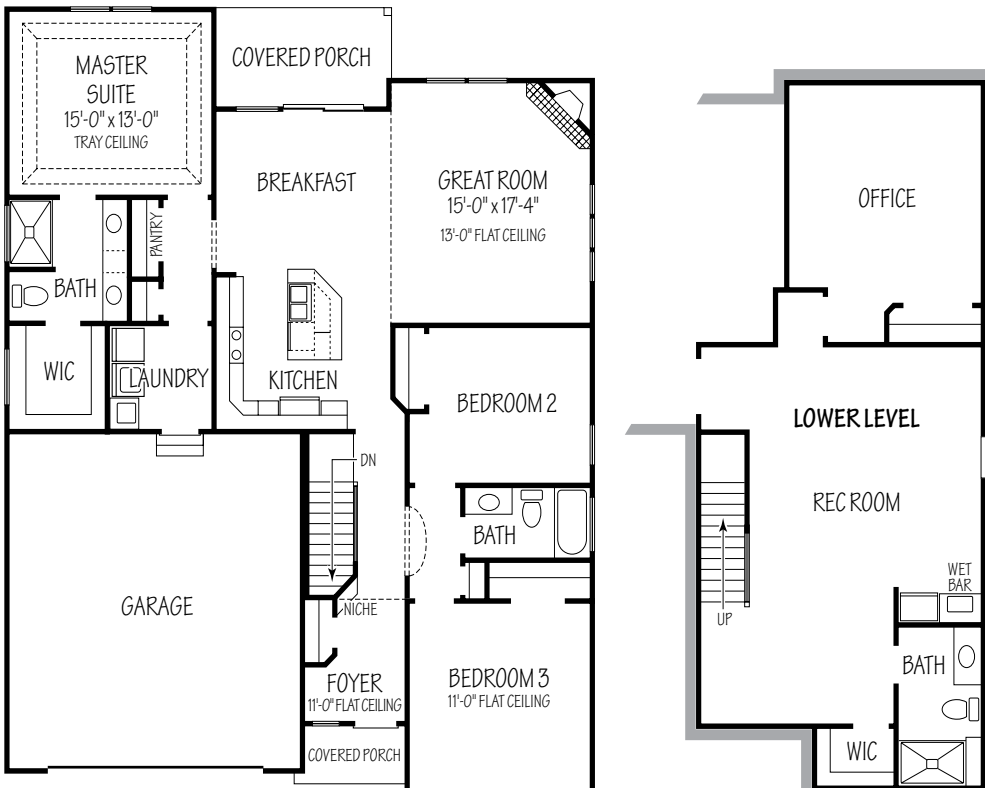 MASTER
SUITE
15'-0" x 13'-0"
TRAY CEILING
COVERED PORCH
BREAKFAST
GREAT ROOM
15'-0" x 17'-4"
13'-0" FLAT CEILING
PANTRY
BATH
WIC
LAUNDRY
KITCHEN
BEDROOM 2
DN
BATH
GARAGE
NICHE
FOYER
11'-0" FLAT CEILING
BEDROOM 3
11'-0" FLAT CEILING
COVERED PORCH
OFFICE
LOWER LEVEL
REC ROOM
WET
BAR
UP
BATH
WIC